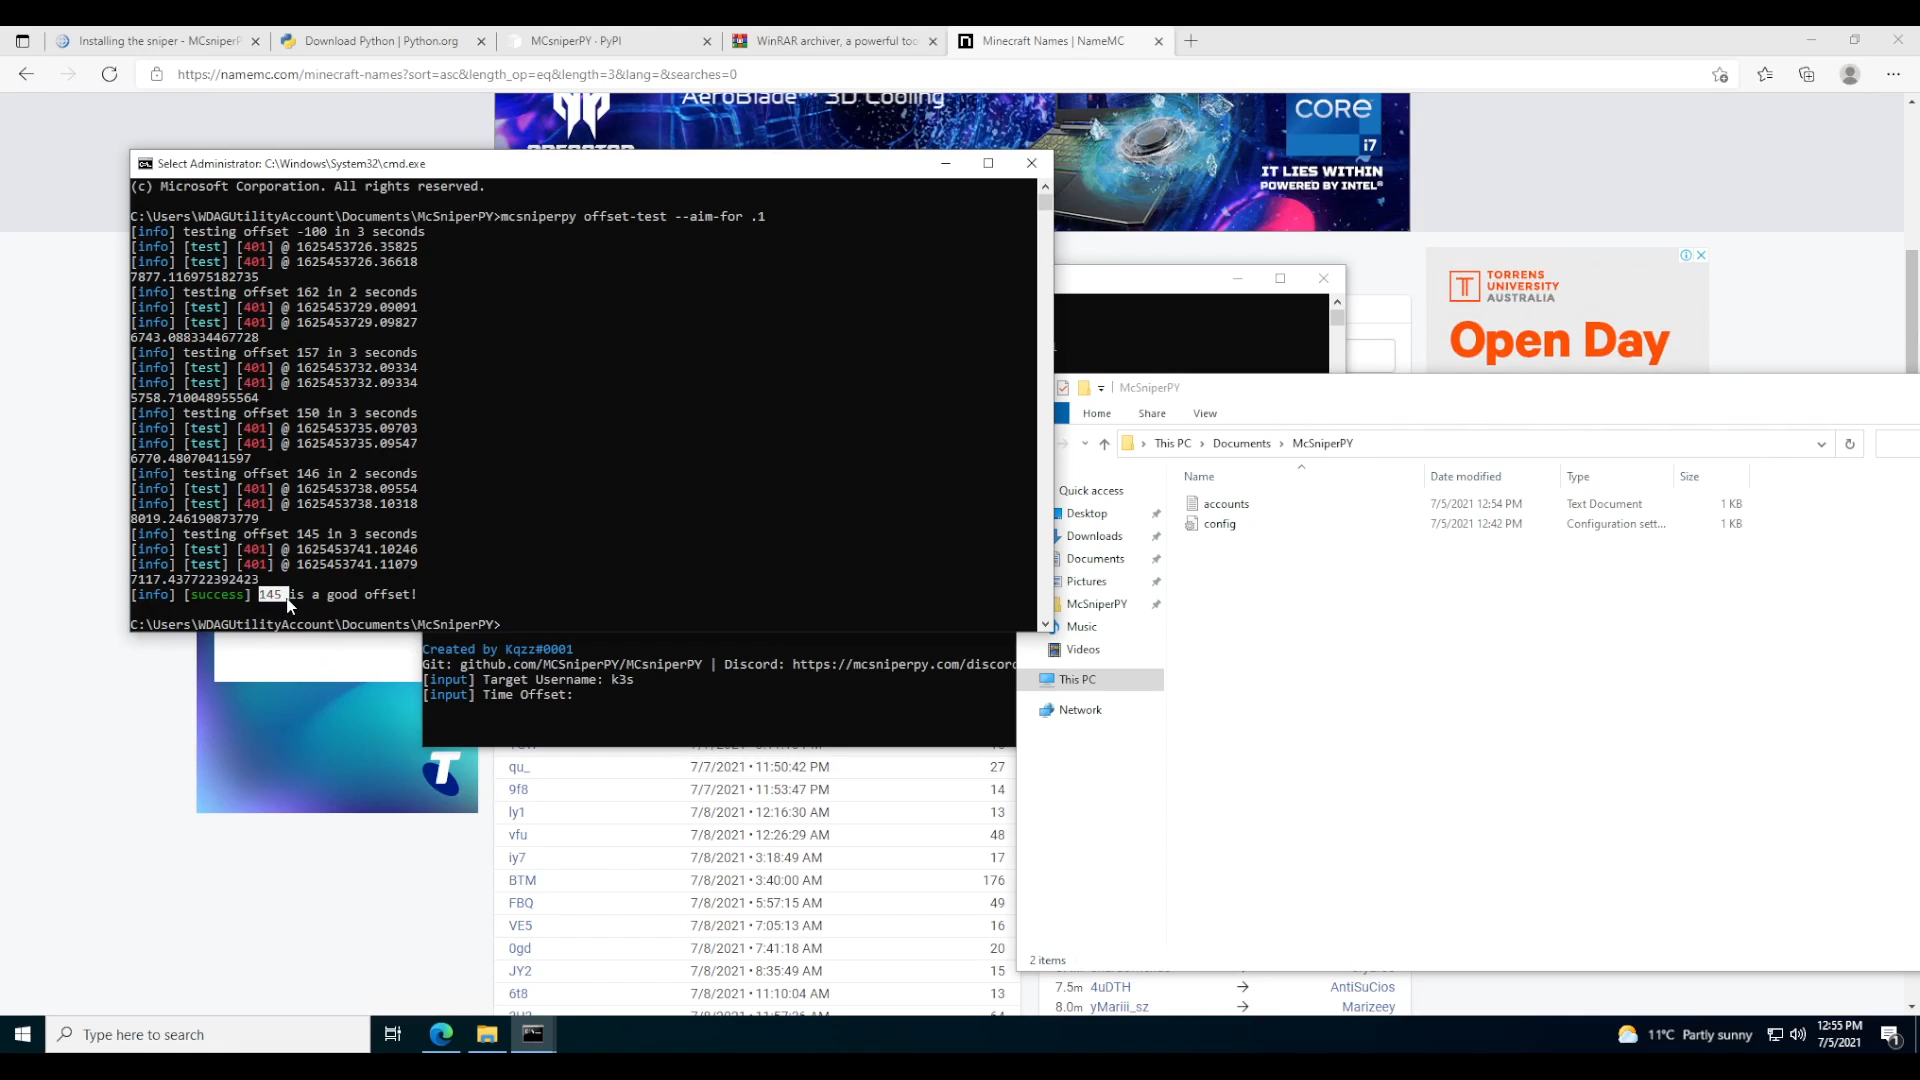 Installing the sniper - MCsniperP
Download Python | Python.org
MCsniperPY · PyPI
WinRAR archiver, a powerful too
Minecraft Names | NameMC
https://namemc.com/minecraft-names?sort=asc&length_op=eq&length=3&lang=&searches=0
AeroBlade™ 3D Cooling
CORE
i7
IT LIES WITHIN
POWERED BY INTEL®
Select Administrator: C:\Windows\System32\cmd.exe
(c) Microsoft Corporation. All rights reserved.
C:\Users\WDAGUtilityAccount\Documents\McSniperPY>mcsniperpy offset-test --aim-for .1
[info] testing offset -100 in 3 seconds
[info] [test] [401] @ 1625453726.35825
[info] [test] [401] @ 1625453726.36618
7877.116975182735
[info] testing offset 162 in 2 seconds
[info] [test] [401] @ 1625453729.09091
[info] [test] [401] @ 1625453729.09827
6743.088334467728
[info] testing offset 157 in 3 seconds
[info] [test] [401] @ 1625453732.09334
[info] [test] [401] @ 1625453732.09334
5758.710048955564
[info] testing offset 150 in 3 seconds
[info] [test] [401] @ 1625453735.09703
[info] [test] [401] @ 1625453735.09547
6770.48070411597
[info] testing offset 146 in 2 seconds
[info] [test] [401] @ 1625453738.09554
[info] [test] [401] @ 1625453738.10318
8019.246190873779
[info] testing offset 145 in 3 seconds
[info] [test] [401] @ 1625453741.10246
[info] [test] [401] @ 1625453741.11079
7117.437722392423
[info] [success] 145 is a good offset!
C:\Users\WDAGUtilityAccount\Documents\McSniperPY>
Created by Kqzz#0001
Git: github.com/MCSniperPY/MCsniperPY | Discord: https://mcsniperpy.com/discord
[input] Target Username: k3s
[input] Time Offset:
TORRENS
UNIVERSITY
AUSTRALIA
Open Day
McSniperPY
Home Share View
This PC › Documents › McSniperPY
Name Date modified Type Size
accounts 7/5/2021 12:54 PM Text Document 1 KB
config 7/5/2021 12:42 PM Configuration sett... 1 KB
Quick access
Desktop
Downloads
Documents
Pictures
McSniperPY
Music
Videos
This PC
Network
2 items
qu_ 7/7/2021 • 11:50:42 PM 27
9f8 7/7/2021 • 11:53:47 PM 14
ly1 7/8/2021 • 12:16:30 AM 13
vfu 7/8/2021 • 12:26:29 AM 48
iy7 7/8/2021 • 3:18:49 AM 17
BTM 7/8/2021 • 3:40:00 AM 176
FBQ 7/8/2021 • 5:57:15 AM 49
VE5 7/8/2021 • 7:05:13 AM 16
0gd 7/8/2021 • 7:41:18 AM 20
JY2 7/8/2021 • 8:35:49 AM 15
6t8 7/8/2021 • 11:10:04 AM 13
7.5m 4uDTH → AntiSuCios
8.0m yMariii_sz → Marizeey
Type here to search
11°C Partly sunny
12:55 PM
7/5/2021
1